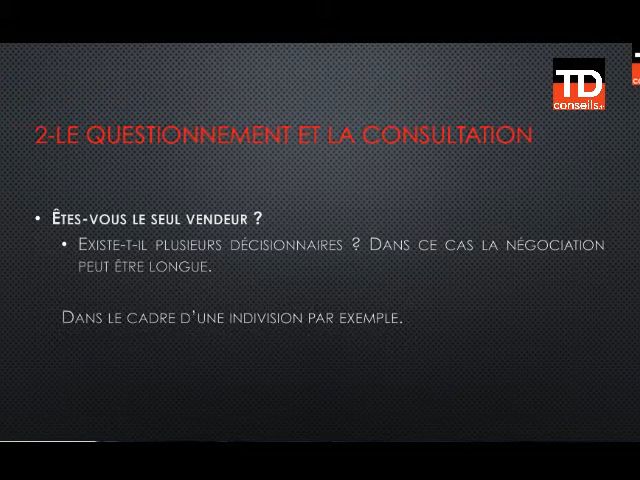 TD
conseils.+
2-LE QUESTIONNEMENT ET LA CONSULTATION
• ÊTES-VOUS LE SEUL VENDEUR ?
• EXISTE-T-IL PLUSIEURS DÉCISIONNAIRES ? DANS CE CAS LA NÉGOCIATION
PEUT ÊTRE LONGUE.
DANS LE CADRE D'UNE INDIVISION PAR EXEMPLE.